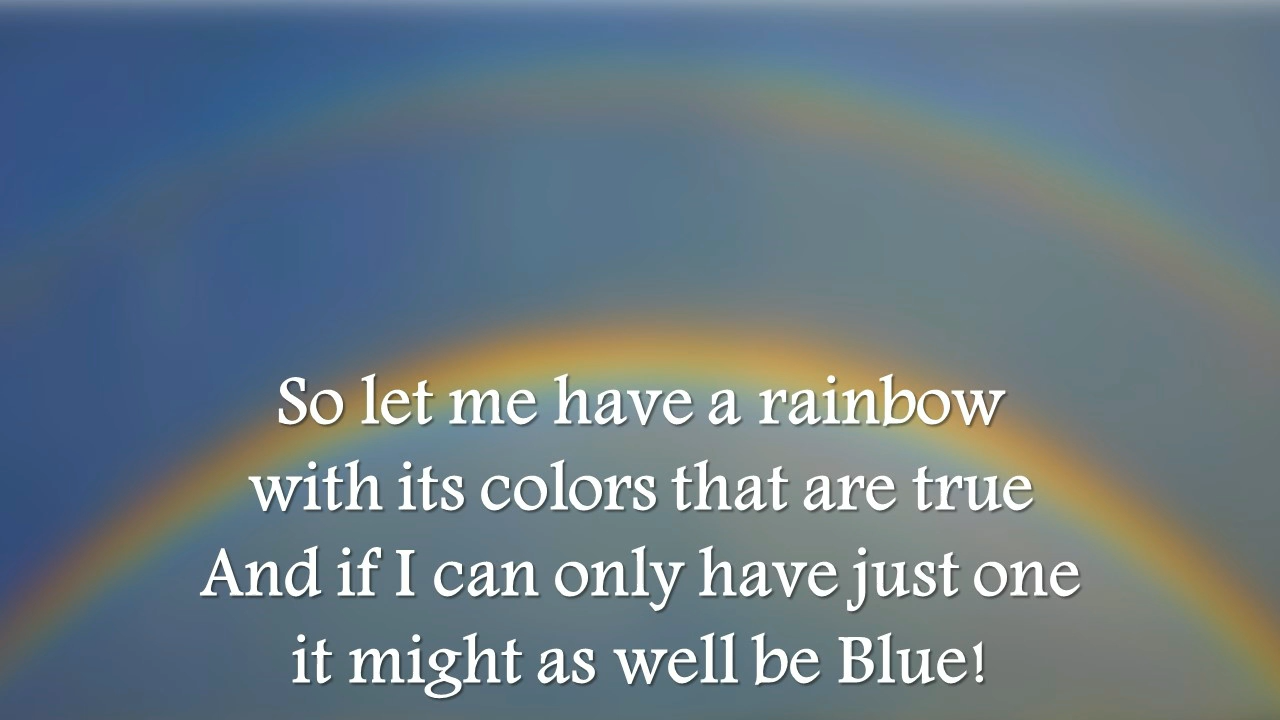 So let me have a rainbow
with its colors that are true
And if I can only have just one
it might as well be Blue!